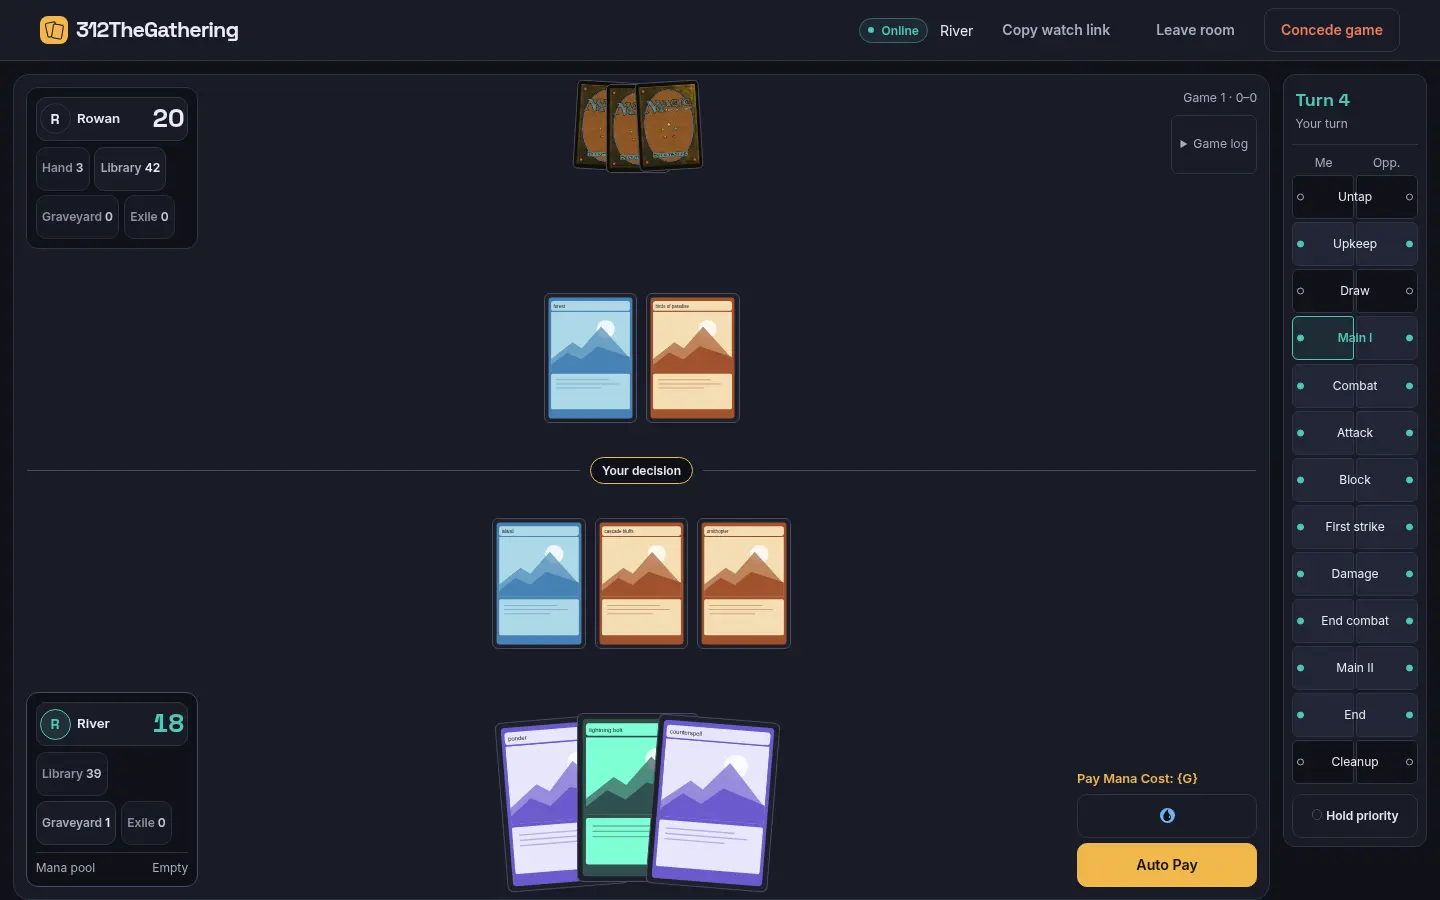 312TheGathering
Online
River
Copy watch link
Leave room
Concede game
R
Rowan
20
Hand 3
Library 42
Graveyard 0
Exile 0
Game 1 · 0–0
Game log
forest
birds of paradise
Your decision
island
cascade bluffs
ornithopter
R
River
18
Library 39
Graveyard 1
Exile 0
Mana pool
Empty
ponder
lightning bolt
counterspell
Pay Mana Cost: {G}
Auto Pay
Turn 4
Your turn
Me
Opp.
Untap
Upkeep
Draw
Main I
Combat
Attack
Block
First strike
Damage
End combat
Main II
End
Cleanup
Hold priority